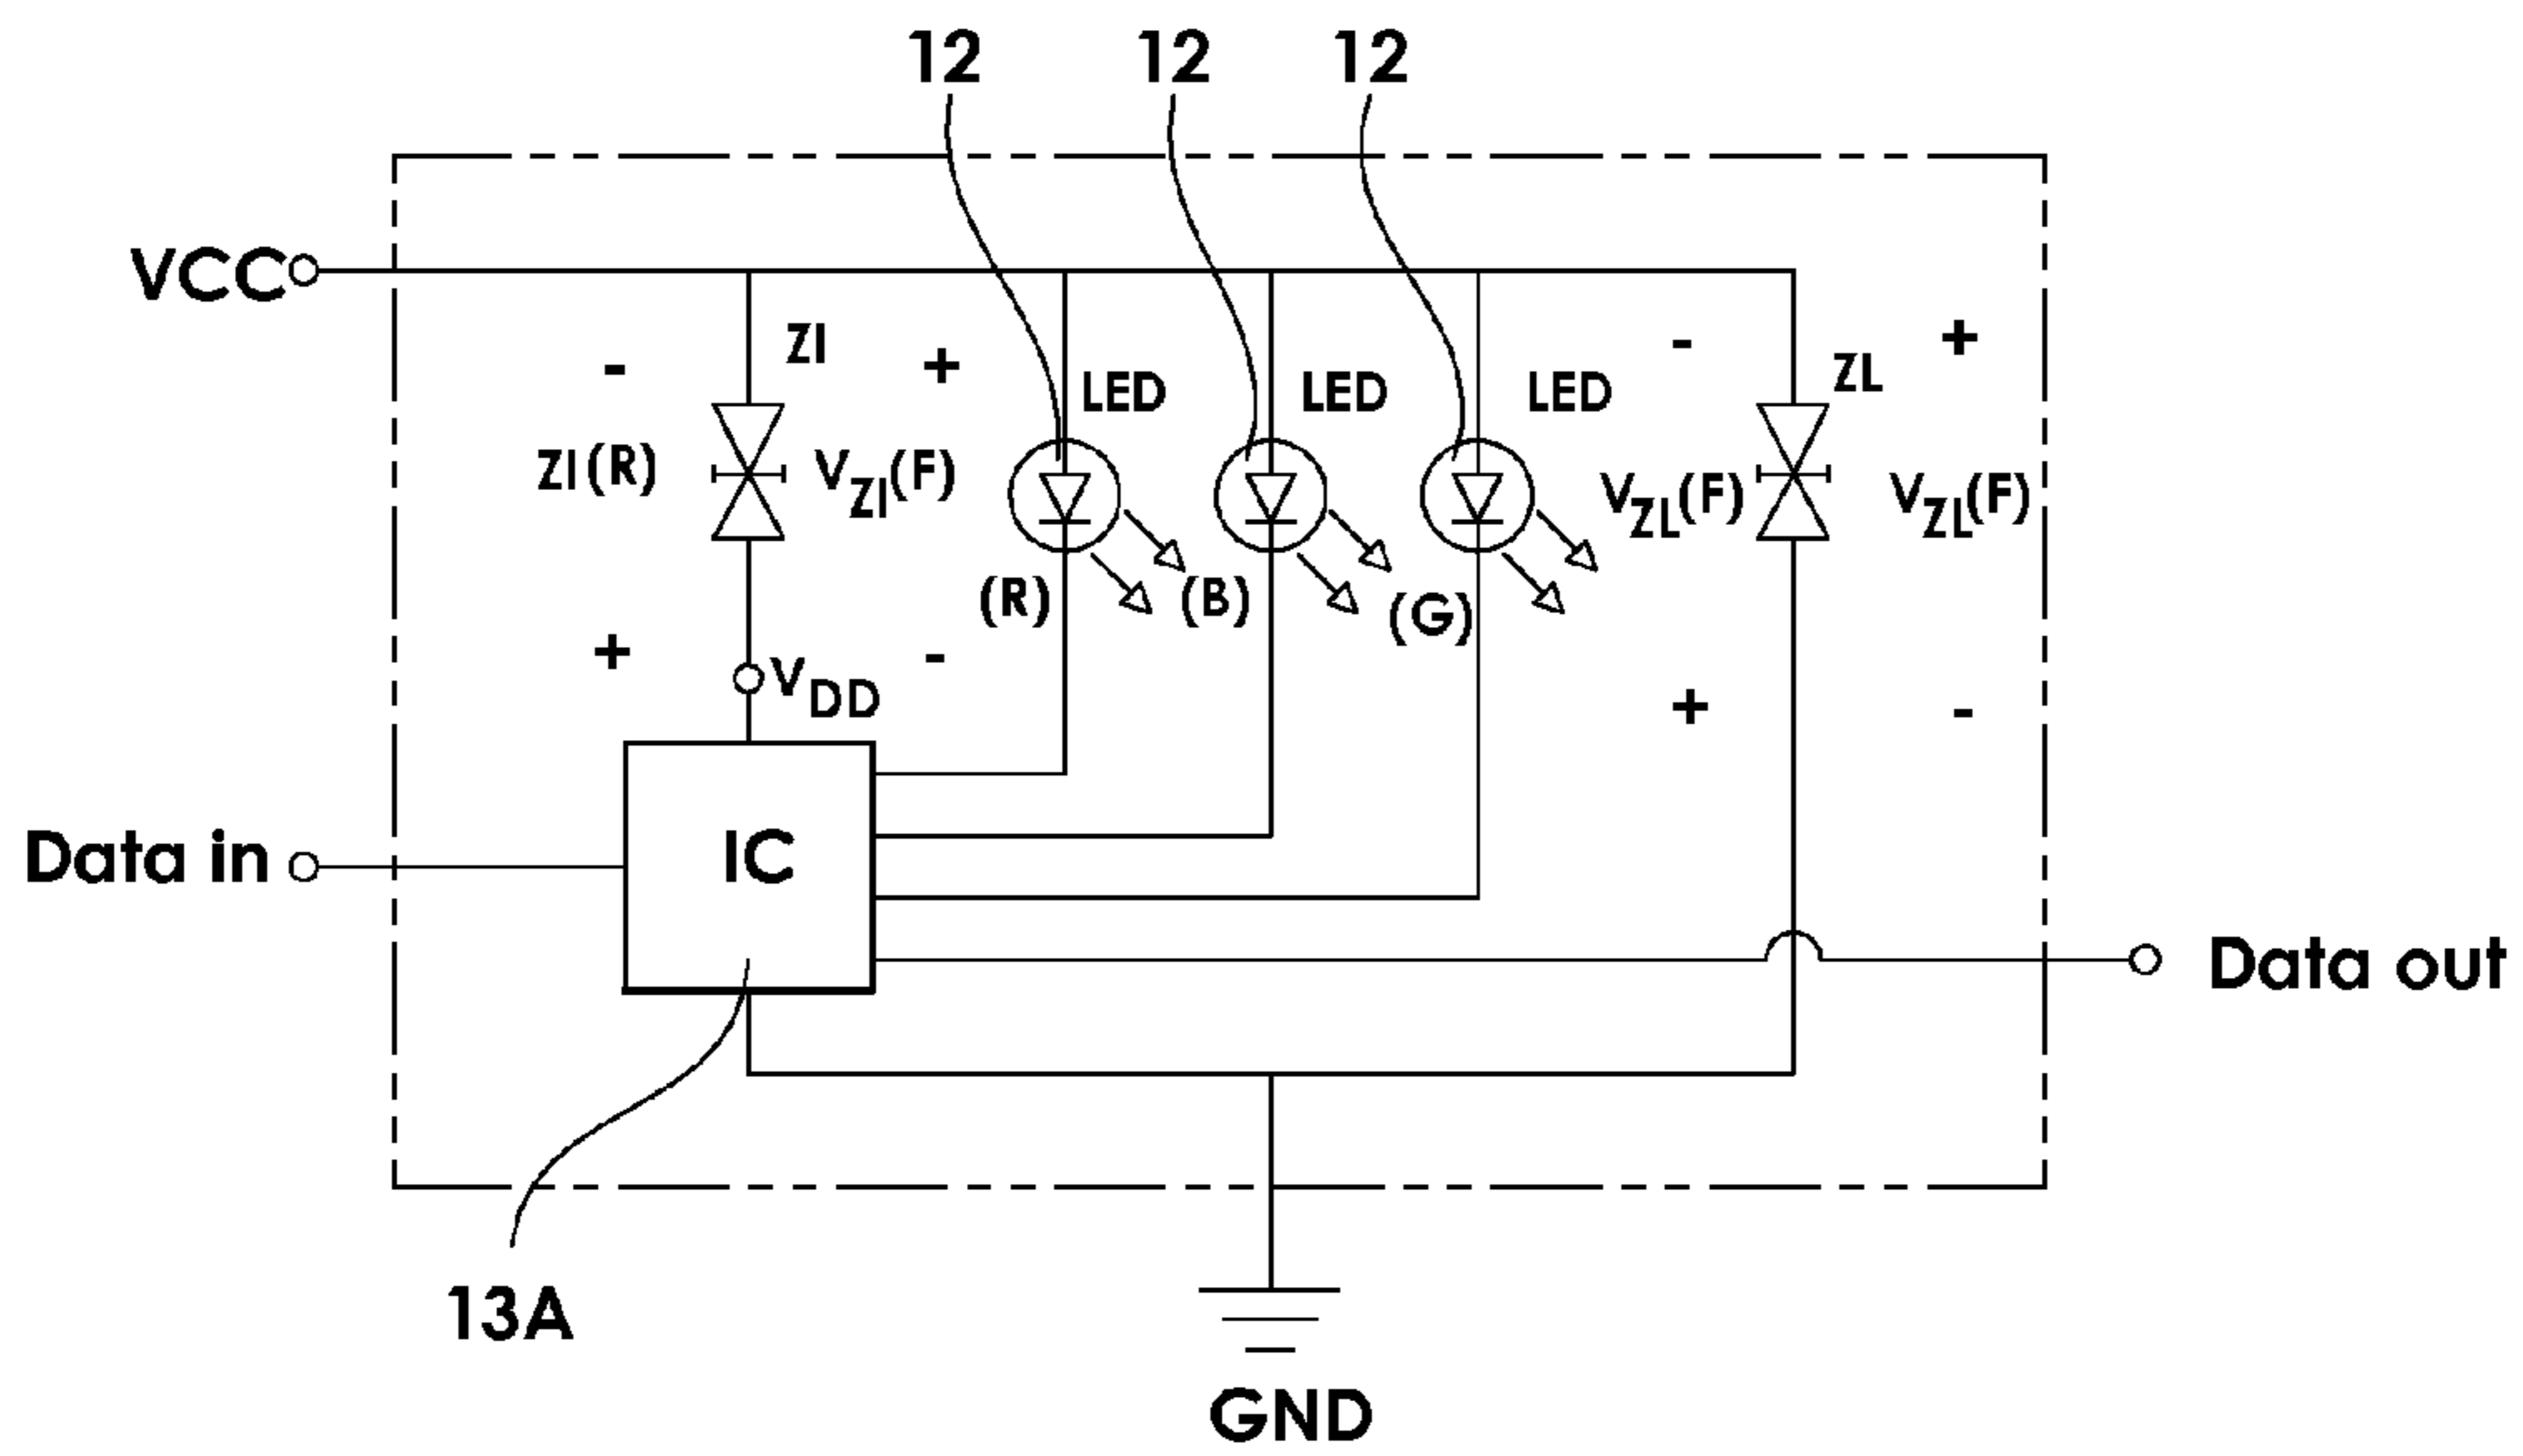 12 12 12
VCC
ZI
- + - +
LED LED LED ZL
ZI(R) VZI(F) VZL(F) VZL(F)
(R) (B) (G)
+ -
VDD
+ -
Data in IC
Data out
13A
GND